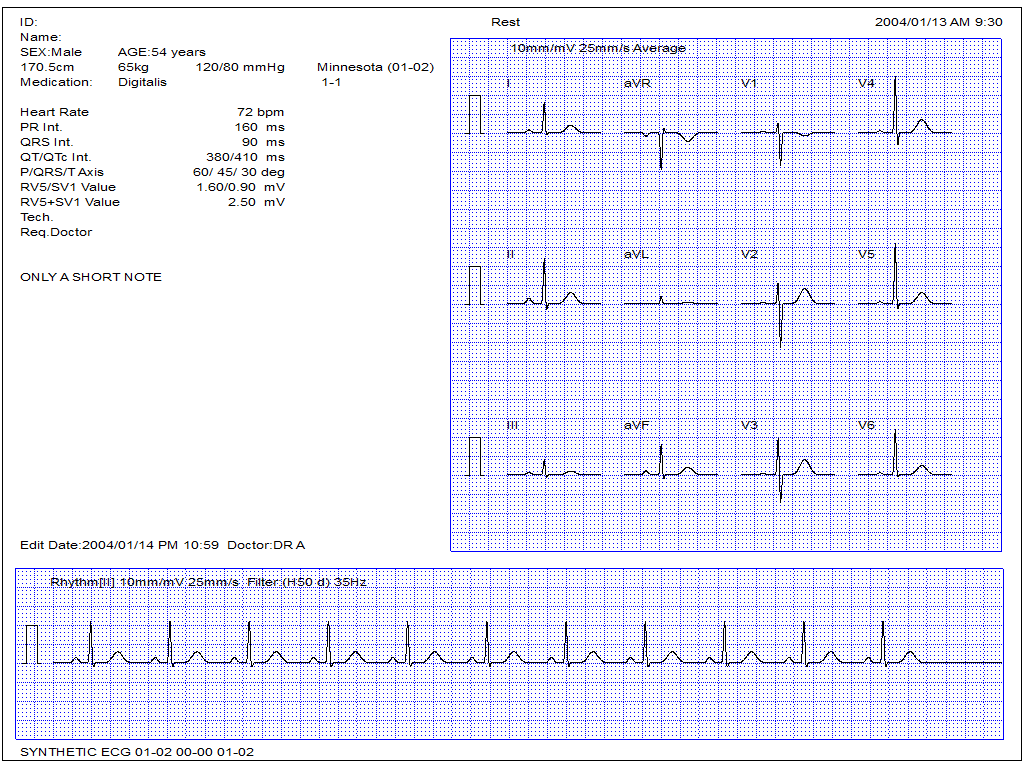 ID:
Rest
2004/01/13 AM 9:30
Name:
SEX:Male AGE:54 years
170.5cm 65kg 120/80 mmHg Minnesota (01-02)
Medication: Digitalis 1-1
Heart Rate 72 bpm
PR Int. 160 ms
QRS Int. 90 ms
QT/QTc Int. 380/410 ms
P/QRS/T Axis 60/ 45/ 30 deg
RV5/SV1 Value 1.60/0.90 mV
RV5+SV1 Value 2.50 mV
Tech.
Req.Doctor
ONLY A SHORT NOTE
Edit Date:2004/01/14 PM 10:59 Doctor:DR A
10mm/mV 25mm/s Average
I aVR V1 V4
II aVL V2 V5
III aVF V3 V6
Rhythm[II] 10mm/mV 25mm/s Filter:(H50 d) 35Hz
SYNTHETIC ECG 01-02 00-00 01-02